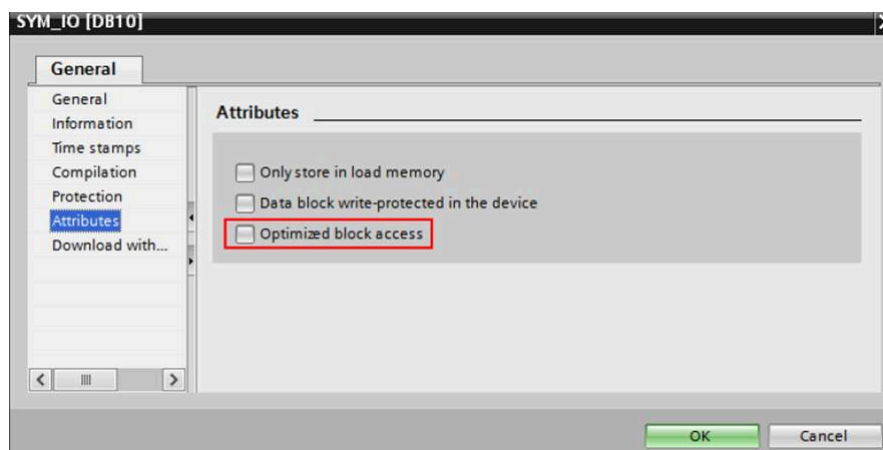 SYM_IO [DB10]
General
General
Information
Time stamps
Compilation
Protection
Attributes
Download with...
Attributes
Only store in load memory
Data block write-protected in the device
Optimized block access
OK
Cancel